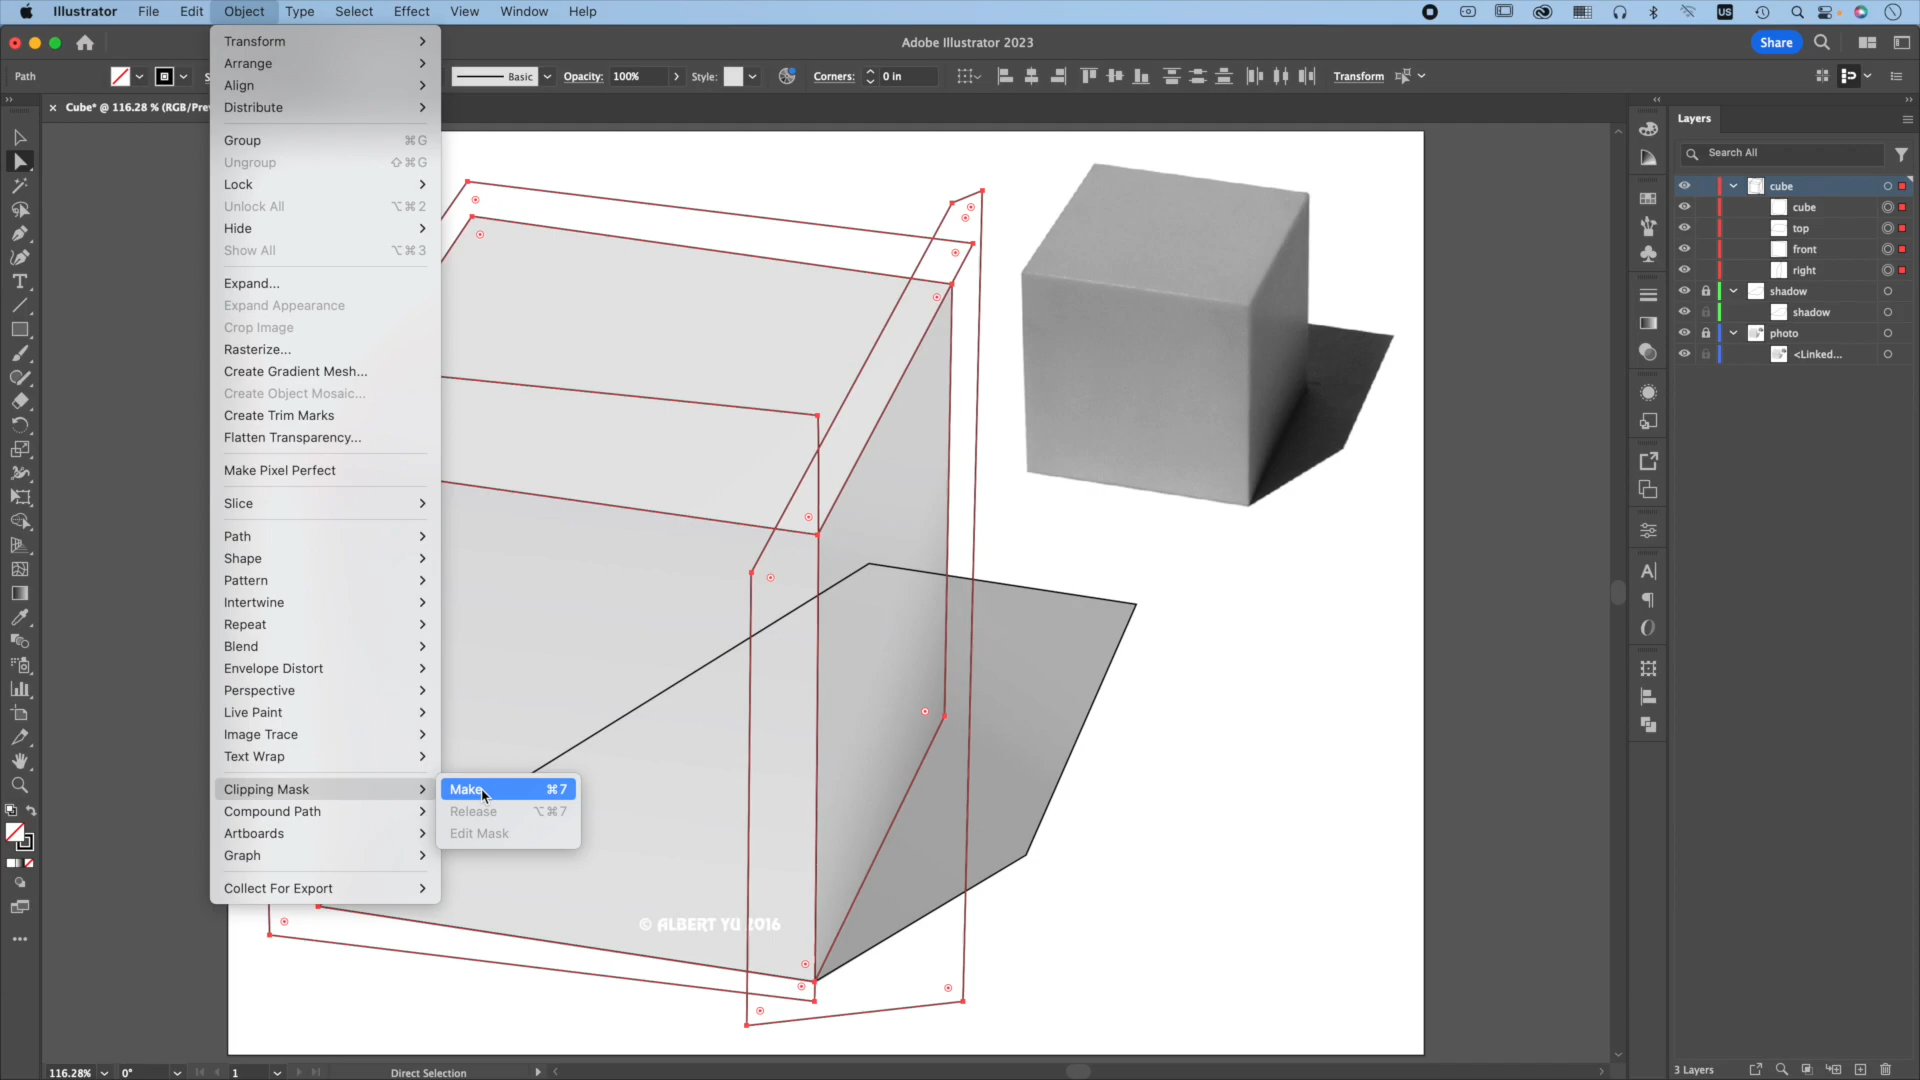 Illustrator File Edit Object Type Select Effect View Window Help
US
Adobe Illustrator 2023
Share
Path
Basic
Opacity: 100%
Style:
Corners: 0 in
Transform
Cube* @ 116.28 % (RGB/Pre
Transform
Arrange
Align
Distribute
Group ⌘G
Ungroup ⇧⌘G
Lock
Unlock All ⌥⌘2
Hide
Show All ⌥⌘3
Expand...
Expand Appearance
Crop Image
Rasterize...
Create Gradient Mesh...
Create Object Mosaic...
Create Trim Marks
Flatten Transparency...
Make Pixel Perfect
Slice
Path
Shape
Pattern
Intertwine
Repeat
Blend
Envelope Distort
Perspective
Live Paint
Image Trace
Text Wrap
Clipping Mask
Compound Path
Artboards
Graph
Collect For Export
Make ⌘7
Release ⌥⌘7
Edit Mask
© ALBERT YU 2016
Layers
Search All
cube
cube
top
front
right
shadow
shadow
photo
<Linked...
116.28%
0°
1
Direct Selection
3 Layers